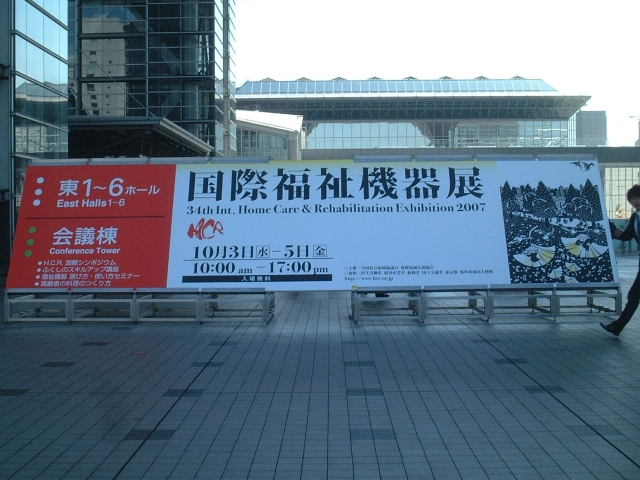 東1～6ホール
East Halls1~6
会議棟
Conference Tower
●H.C.R. 国際シンポジウム
●ふくしのスキルアップ講座
●福祉機器 選び方・使い方セミナー
●高齢者の料理のつくり方
国際福祉機器展
34th Int. Home Care & Rehabilitation Exhibition 2007
HCR
10月3日水－5日金
10:00 am－17:00 pm
入場無料